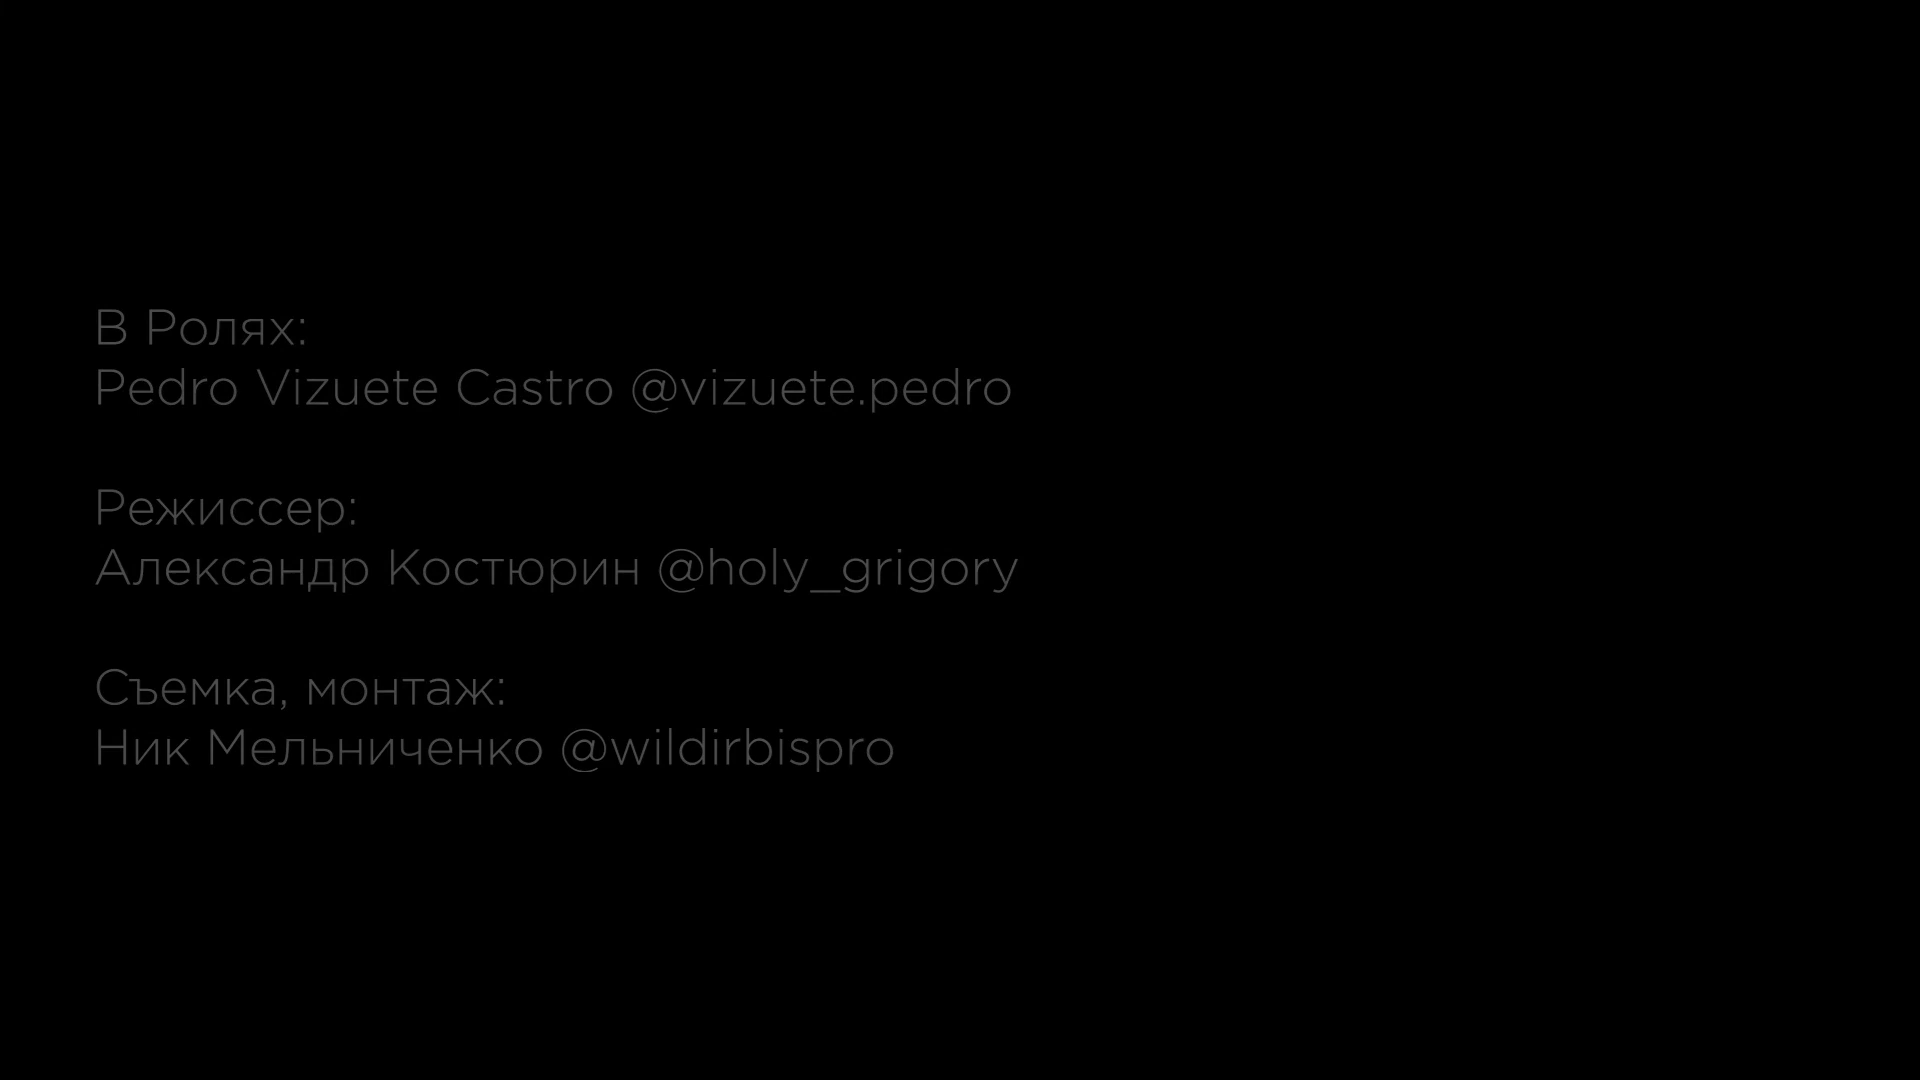 В Ролях:
Pedro Vizuete Castro @vizuete.pedro
Режиссер:
Александр Костюрин @holy_grigory
Съемка, монтаж:
Ник Мельниченко @wildirbispro